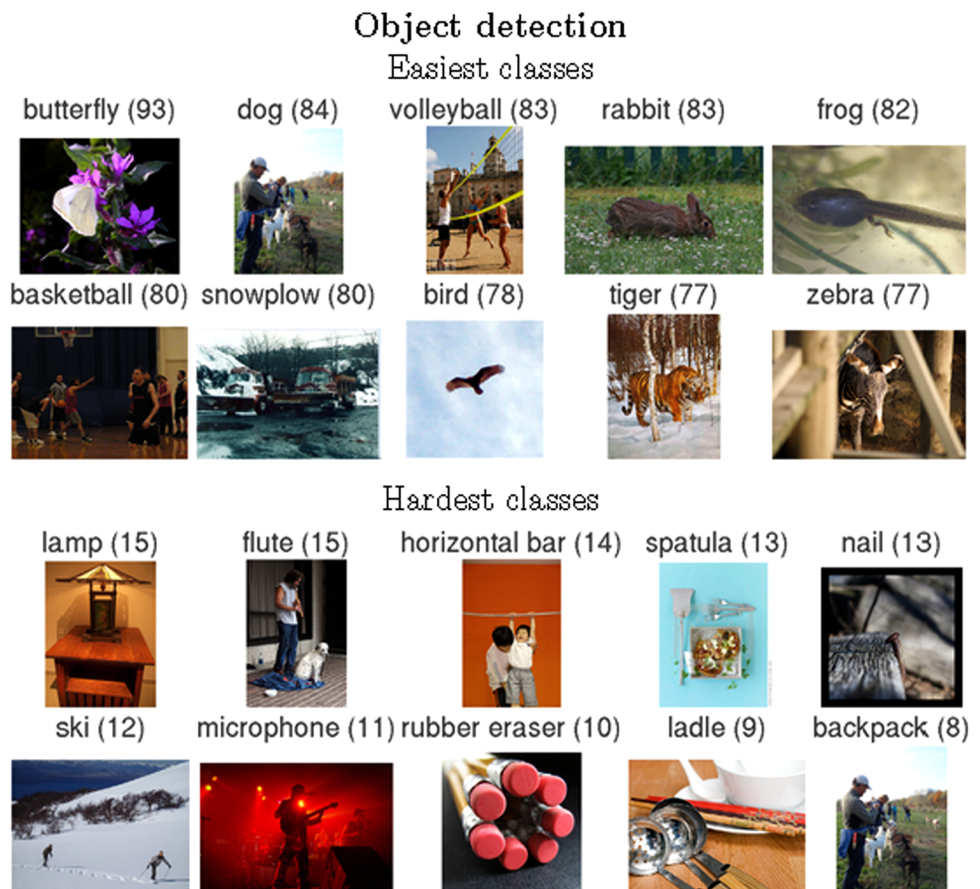 Object detection
Easiest classes
butterfly (93) dog (84) volleyball (83) rabbit (83) frog (82)
basketball (80) snowplow (80) bird (78) tiger (77) zebra (77)
Hardest classes
lamp (15) flute (15) horizontal bar (14) spatula (13) nail (13)
ski (12) microphone (11) rubber eraser (10) ladle (9) backpack (8)